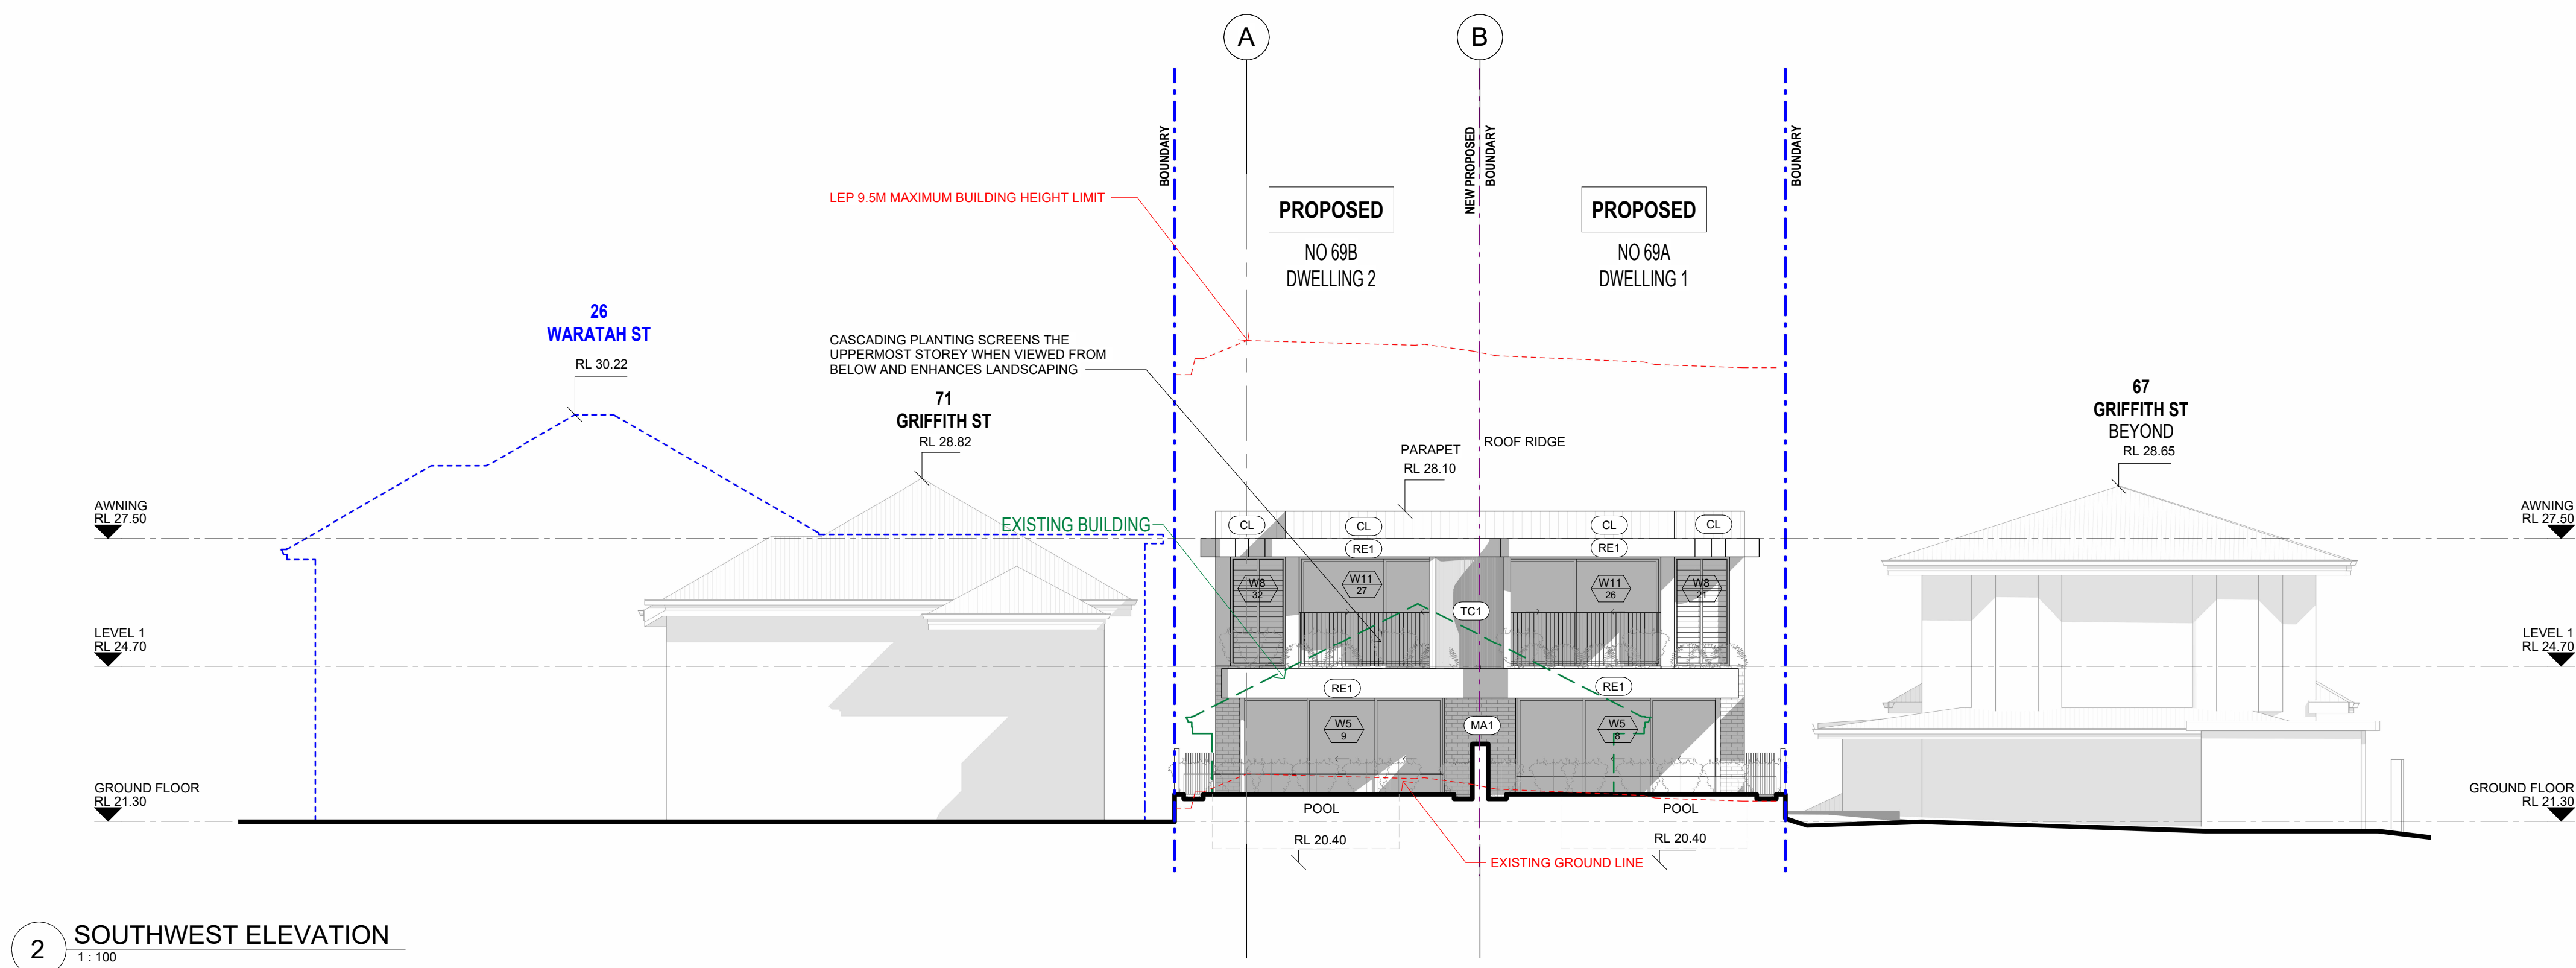 A
B
BOUNDARY
NEW PROPOSED
BOUNDARY
BOUNDARY
LEP 9.5M MAXIMUM BUILDING HEIGHT LIMIT
PROPOSED
NO 69B
DWELLING 2
PROPOSED
NO 69A
DWELLING 1
26
WARATAH ST
RL 30.22
CASCADING PLANTING SCREENS THE
UPPERMOST STOREY WHEN VIEWED FROM
BELOW AND ENHANCES LANDSCAPING
71
GRIFFITH ST
RL 28.82
67
GRIFFITH ST
BEYOND
RL 28.65
PARAPET
RL 28.10
ROOF RIDGE
AWNING
RL 27.50
AWNING
RL 27.50
EXISTING BUILDING
CL
CL
CL
CL
RE1
RE1
W8
32
W11
27
W11
26
W8
21
TC1
LEVEL 1
RL 24.70
LEVEL 1
RL 24.70
RE1
RE1
W5
9
MA1
W5
8
GROUND FLOOR
RL 21.30
GROUND FLOOR
RL 21.30
POOL
POOL
RL 20.40
RL 20.40
EXISTING GROUND LINE
2
SOUTHWEST ELEVATION
1 : 100